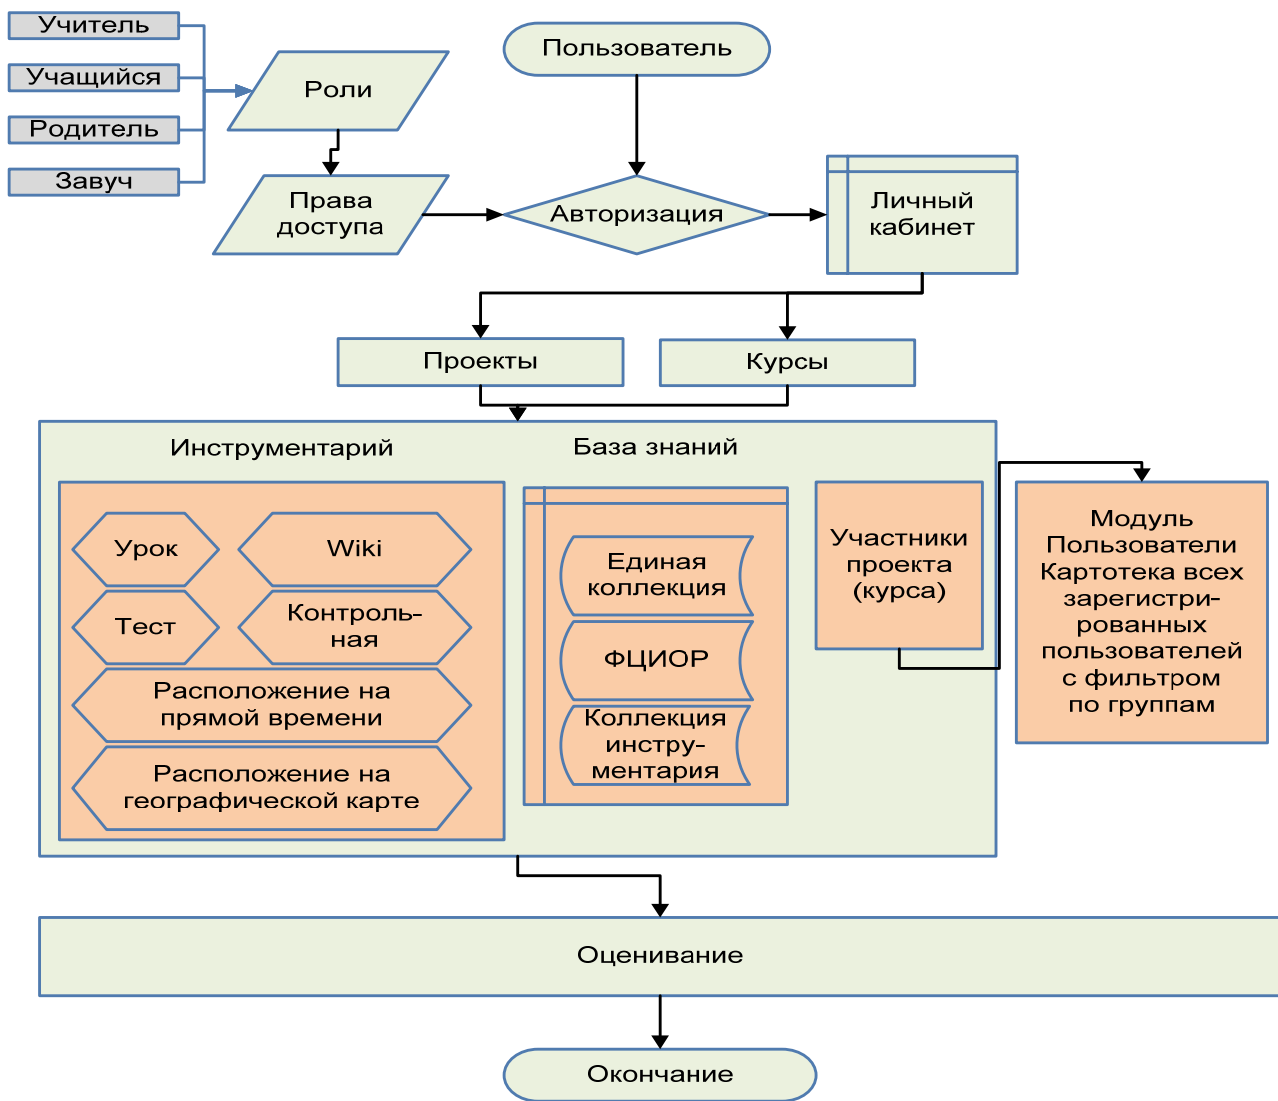 Учитель
Учащийся
Родитель
Завуч
Роли
Права
доступа
Пользователь
Авторизация
Личный
кабинет
Проекты
Курсы
Инструментарий
База знаний
Урок
Wiki
Тест
Контроль-
ная
Расположение на
прямой времени
Расположение на
географической карте
Единая
коллекция
ФЦИОР
Коллекция
инстру-
ментария
Участники
проекта
(курса)
Модуль
Пользователи
Картотека всех
зарегистри-
рованных
пользователей
с фильтром
по группам
Оценивание
Окончание